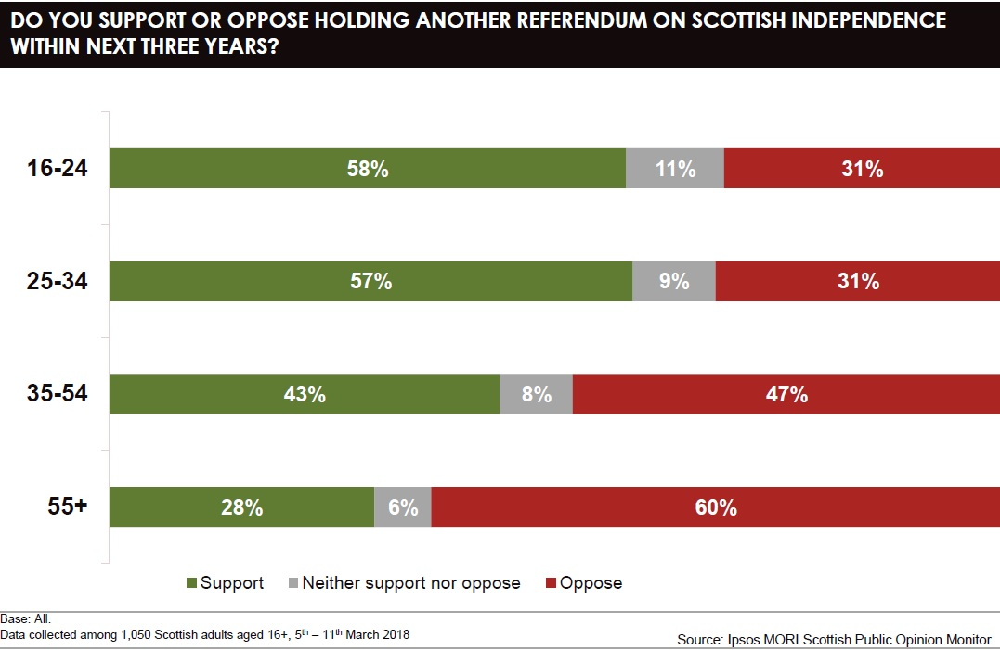 DO YOU SUPPORT OR OPPOSE HOLDING ANOTHER REFERENDUM ON SCOTTISH INDEPENDENCE
WITHIN NEXT THREE YEARS?
16-24 58% 11% 31%
25-34 57% 9% 31%
35-54 43% 8% 47%
55+ 28% 6% 60%
Support Neither support nor oppose Oppose
Base: All.
Data collected among 1,050 Scottish adults aged 16+, 5th – 11th March 2018
Source: Ipsos MORI Scottish Public Opinion Monitor